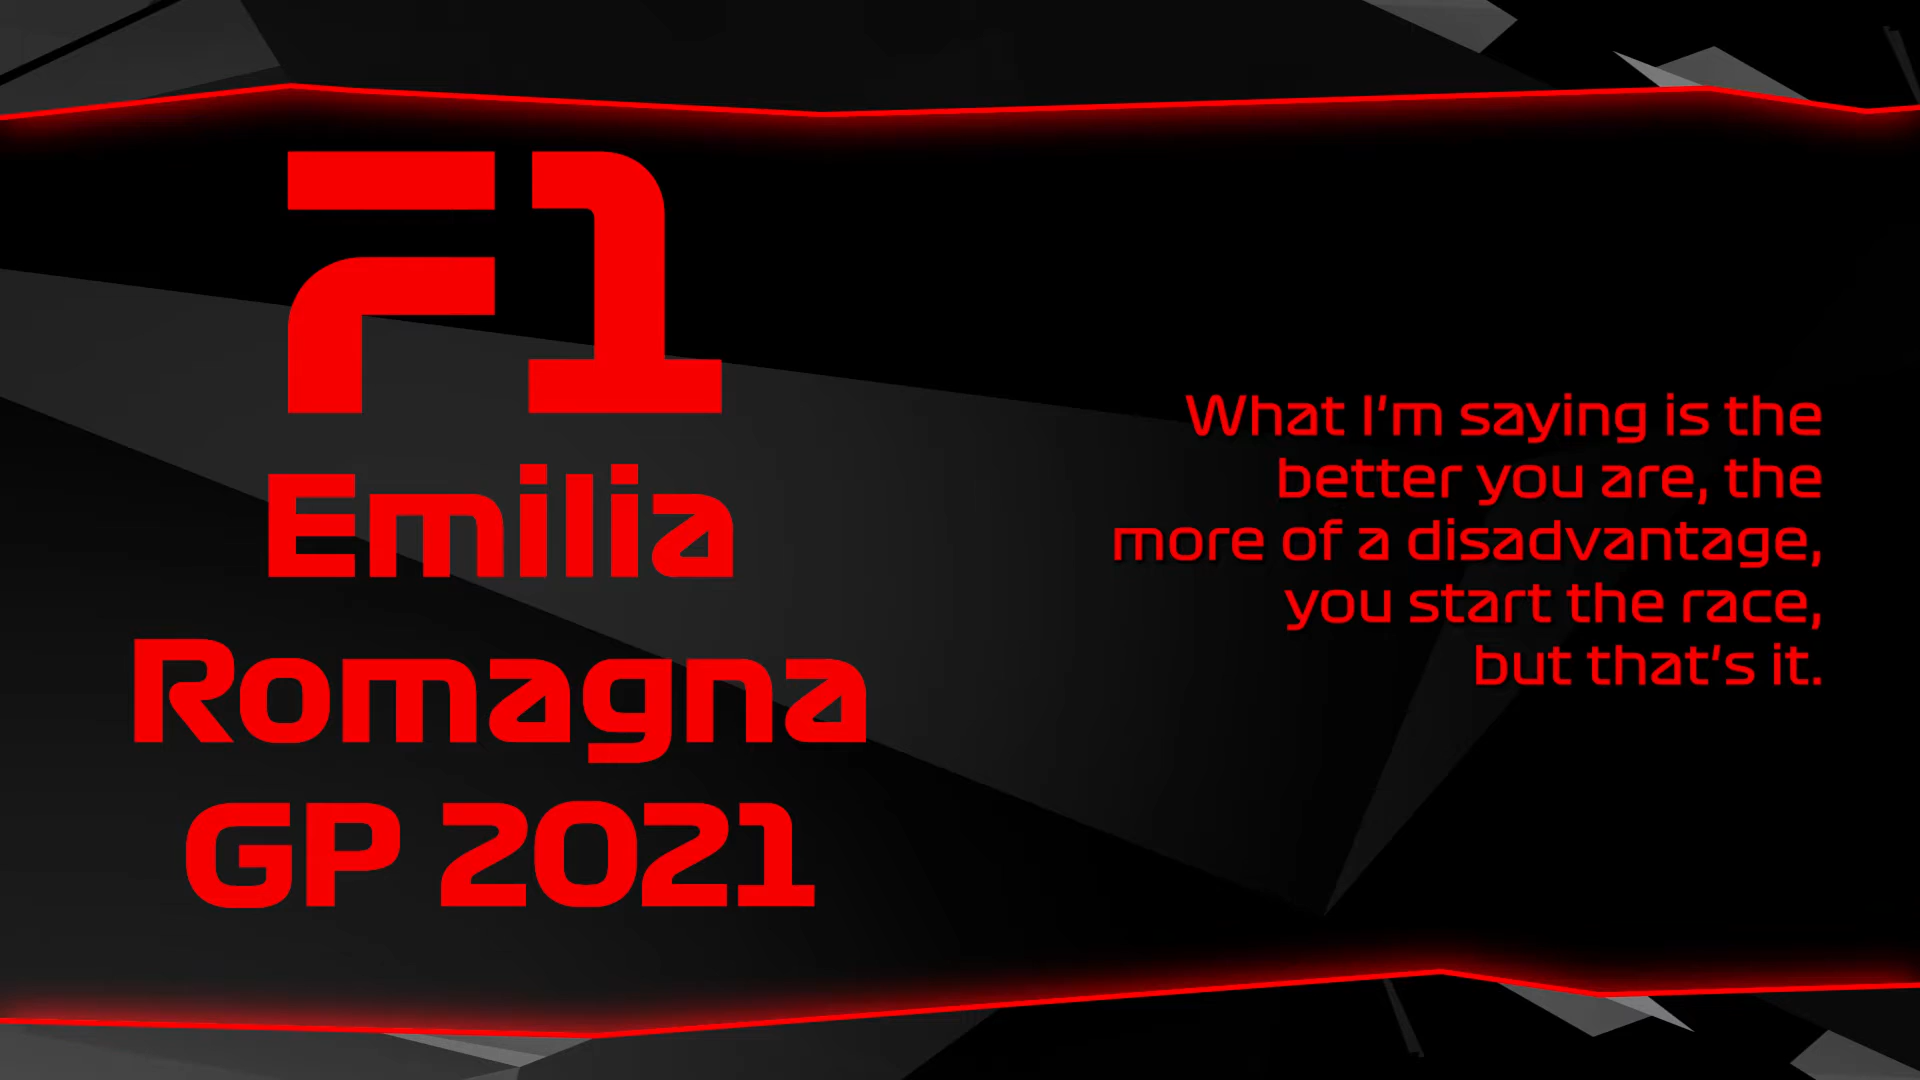 F1
Emilia
Romagna
GP 2021
What I'm saying is the
better you are, the
more of a disadvantage,
you start the race,
but that's it.